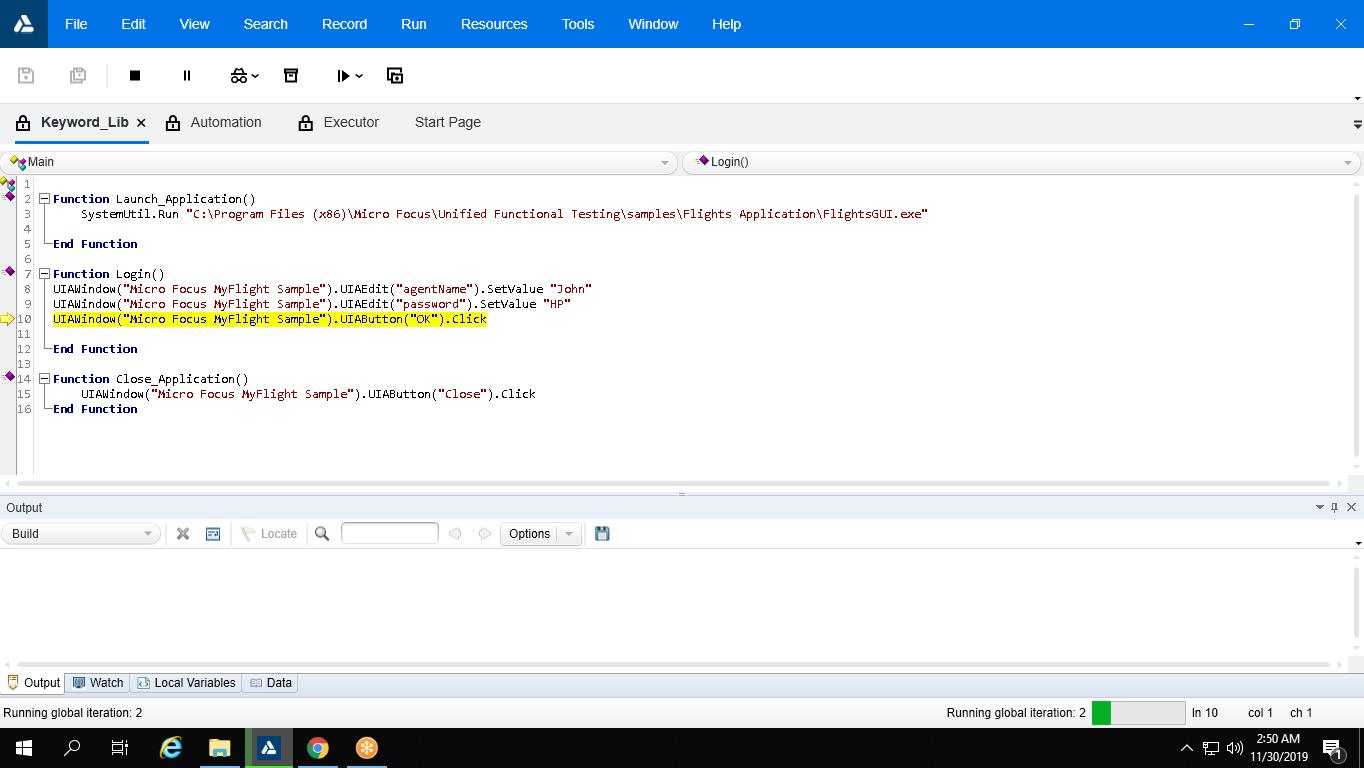 File Edit View Search Record Run Resources Tools Window Help
Keyword_Lib Automation Executor Start Page
Main Login()
1
2 Function Launch_Application()
3 SystemUtil.Run "C:\Program Files (x86)\Micro Focus\Unified Functional Testing\samples\Flights Application\FlightsGUI.exe"
4
5 End Function
6
7 Function Login()
8 UIAWindow("Micro Focus MyFlight Sample").UIAEdit("agentName").SetValue "John"
9 UIAWindow("Micro Focus MyFlight Sample").UIAEdit("password").SetValue "HP"
10 UIAWindow("Micro Focus MyFlight Sample").UIAButton("OK").Click
11
12 End Function
13
14 Function Close_Application()
15 UIAWindow("Micro Focus MyFlight Sample").UIAButton("Close").Click
16 End Function
Output
Build Locate Options
Output Watch Local Variables Data
Running global iteration: 2 Running global iteration: 2 ln 10 col 1 ch 1
2:50 AM
11/30/2019 1